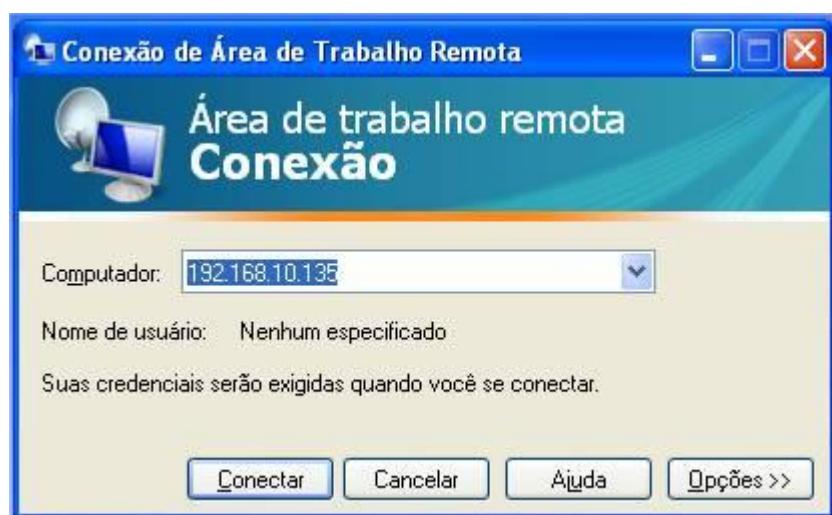 Conexão de Área de Trabalho Remota
Área de trabalho remota
Conexão
Computador: 192.168.10.135
Nome de usuário: Nenhum especificado
Suas credenciais serão exigidas quando você se conectar.
Conectar Cancelar Ajuda Opções >>